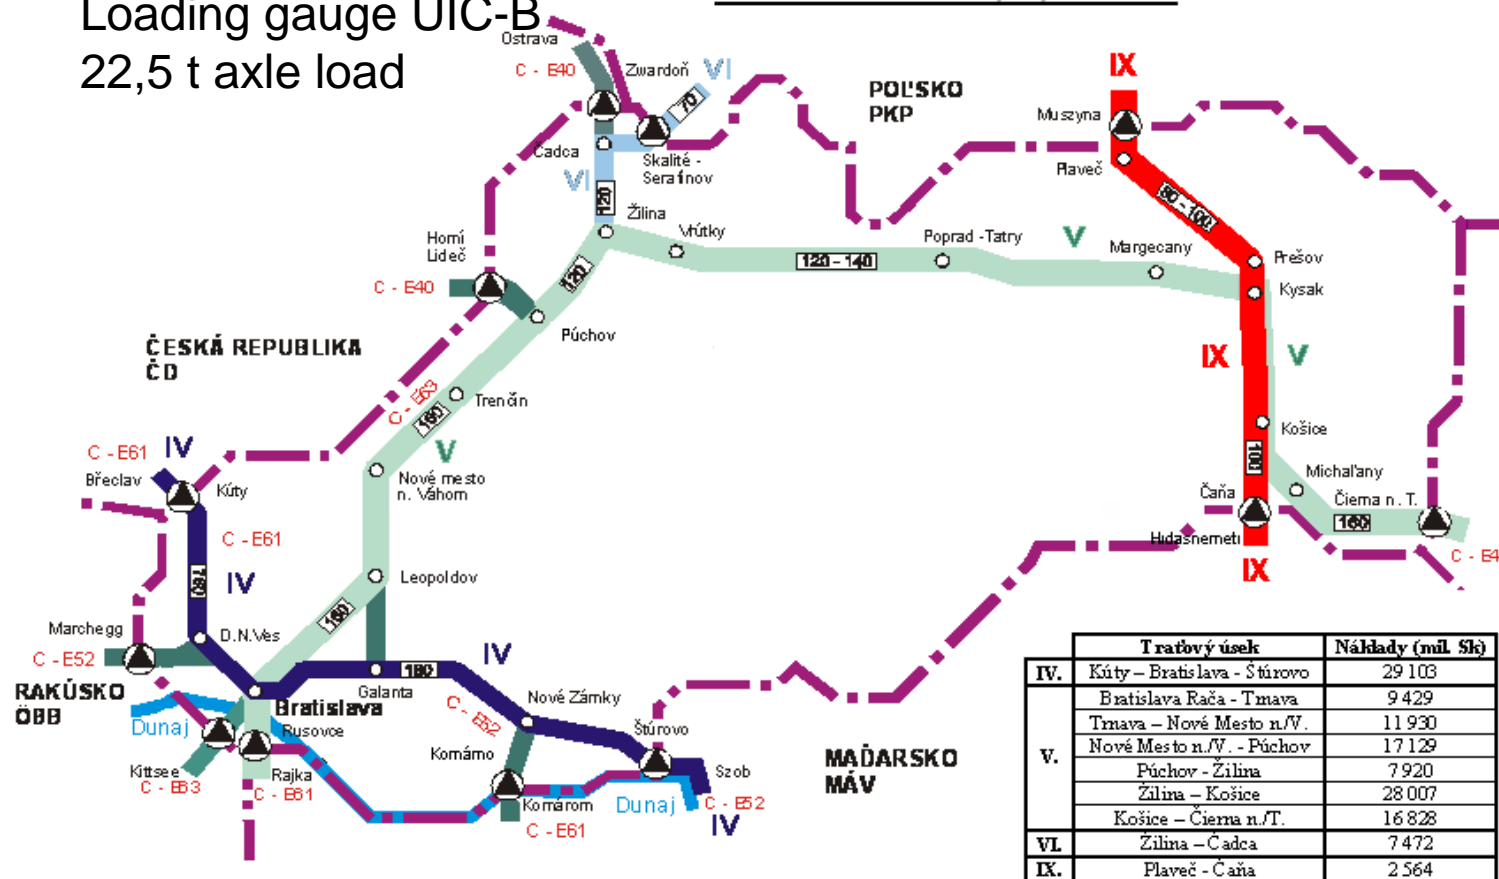 Loading gauge UIC-B
22,5 t axle load
Ostrava
C - E40
Zwardoň
VI
70
Čadca
Skalité -
Serafínov
VI
120
Žilina
POĽSKO
PKP
IX
Muszyna
Plaveč
80 - 100
Horní
Lideč
C - E40
Vrútky
120 - 140
Poprad -Tatry
V
Margecany
Prešov
Kysak
120
Púchov
ČESKÁ REPUBLIKA
ČD
C - E63
160
Trenčín
IX
V
V
Košice
100
C - E61
IV
Břeclav
Kúty
Nové mesto
n. Váhom
Michaľany
Čaňa
Čierna n. T.
160
Hidasnemeti
C - E4
IX
C - E61
IV
160
Leopoldov
160
Marchegg
D.N.Ves
C - E52
RAKÚSKO
ÖBB
160
IV
Galanta
Bratislava
Nové Zámky
C - E52
Dunaj
Rusovce
Štúrovo
Komárno
Kittsee
C - E63
Rajka
C - E61
Szob
Komárom
Dunaj
C - E52
C - E61
IV
MAĎARSKO
MÁV
Traťový úsek Náklady (mil. Sk)
IV. Kúty – Bratislava - Štúrovo 29 103
Bratislava Rača - Trnava 9 429
Trnava – Nové Mesto n./V. 11 930
Nové Mesto n./V. - Púchov 17 129
V.
Púchov - Žilina 7 920
Žilina – Košice 28 007
Košice – Čierna n./T. 16 828
VI. Žilina – Čadca 7 472
IX. Plaveč - Čaňa 2 564